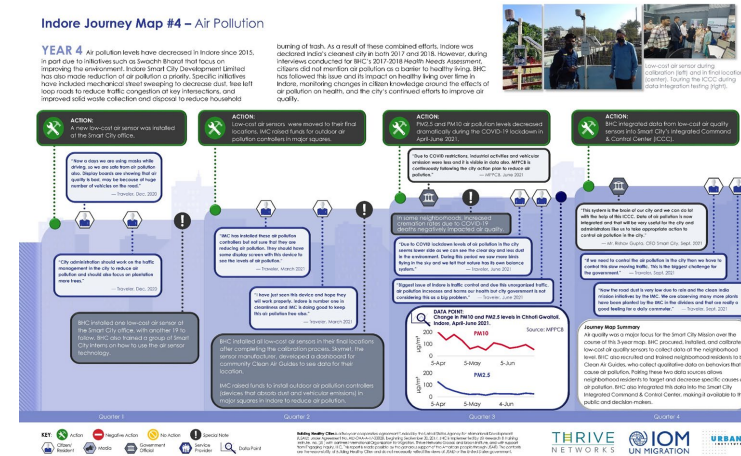 Indore Journey Map #4 – Air Pollution
YEAR 4 Air pollution levels have decreased in Indore since 2015,
in part due to initiatives such as Swachh Bharat that focus on
improving the environment. Indore Smart City Development Limited
has also made reduction of air pollution a priority. Specific initiatives
have included mechanical street sweeping to decrease dust, free left
loop roads to reduce traffic congestion at key intersections, and
improved solid waste collection and disposal to reduce household
burning of trash. As a result of these combined efforts, Indore was
declared India's cleanest city in both 2017 and 2018. However, during
interviews conducted for BHC's 2017-2018 Health Needs Assessment,
citizens did not mention air pollution as a barrier to healthy living. BHC
has followed this issue and its impact on healthy living over time in
Indore, monitoring changes in citizen knowledge around the effects of
air pollution on health, and the city's continued efforts to improve air
quality.
Low-cost air sensor during
calibration (left) and in final location
(center). Touring the ICCC during
data integration testing (right).
ACTION:
A new low-cost air sensor was installed
at the Smart City office.
"Now a days we are using masks while
driving, so we are safe from air pollution
also. Display boards are showing that air
quality is bad, may be because of huge
number of vehicles on the road."
— Traveler, Dec. 2020
"City administration should work on the traffic
management in the city to reduce air
pollution and should also focus on plantation
more trees."
— Traveler, Dec. 2020
BHC installed one low-cost air sensor at
the Smart City office, with another 19 to
follow. BHC also trained a group of Smart
City interns on how to use the air sensor
technology.
Quarter 1
ACTION:
Low-cost air sensors were moved to their final
locations. IMC raised funds for outdoor air
pollution controllers in major squares.
"IMC has installed these air pollution
controllers but not sure that they are
reducing air pollution. They should have
some display screen with this device to
see the levels of air pollution."
— Traveler, March 2021
"I have just seen this device and hope they
will work properly. Indore is number one in
cleanliness and IMC is doing good to keep
this air pollution free also."
— Traveler, March 2021
BHC installed all low-cost air sensors in their final locations
after completing the calibration process. Skymet, the
sensor manufacturer, developed a dashboard for
community Clean Air Guides to see data for their
location.
IMC raised funds to install outdoor air pollution controllers
(devices that absorb dust and vehicular emissions) in
major squares in Indore to reduce air pollution.
Quarter 2
ACTION:
PM2.5 and PM10 air pollution levels decreased
dramatically during the COVID-19 lockdown in
April-June 2021.
"Due to COVID restrictions, industrial activities and vehicular
emission were less and it is visible in data also. MPPCB is
continuously following the city action plan to reduce air
pollution."
— MPPCB, June 2021
In some neighborhoods, increased
cremation rates due to COVID-19
deaths negatively impacted air quality.
"Due to COVID lockdown levels of air pollution in the city
seems lower side as we can see the clear sky and less dust
in the environment. During this period we saw more birds
flying in the sky and we felt that nature has its own balance
system."
— Traveler, June 2021
"Biggest issue of Indore is traffic control and due this unorganized traffic,
air pollution increases and harms our health but city government is not
considering this as a big problem."
— Traveler, June 2021
DATA POINT:
Change in PM10 and PM2.5 levels in Chhoti Gwaltoli,
Indore, April-June 2021.
Source: MPPCB
PM10
µg/m³
200
100
0
5-Apr 5-May 5-Jun
PM2.5
µg/m³
200
100
0
5-Apr 5-May 5-Jun
Quarter 3
ACTION:
BHC integrated data from low-cost air quality
sensors into Smart City's Integrated Command
& Control Center (ICCC).
"This system is the brain of our city and we can do lot
with the help of this ICCC. Data of air pollution is now
integrated and that will be very useful for the city and
administrators like us to take appropriate action to
control air pollution in the city."
— Mr. Rishav Gupta, CEO Smart City, Sept. 2021
"If we need to control the air pollution in the city then we have to
control this slow moving traffic. This is the biggest challenge for
the government"
— Traveler, Sept. 2021
"Now the road dust is very low due to rain and the clean India
mission initiatives by the IMC. We are observing many more plants
have been planted by the IMC in the divisions and that are really a
good feeling for a daily commuter."
— Traveler, Sept. 2021
Journey Map Summary
Air quality was a major focus for the Smart City Mission over the
course of this 3-year map. BHC procured, installed, and calibrated
low-cost air quality sensors to collect data at the neighborhood
level. BHC also recruited and trained neighborhood residents to be
Clean Air Guides, who collect qualitative data on behaviors that
cause air pollution. Pairing these two data sources allows
neighborhood residents to target and decrease specific causes of
air pollution. BHC also integrated this data into the Smart City
Integrated Command & Control Center, making it available to the
public and decision-makers.
Quarter 4
KEY:
Action
Negative Action
No Action
Special Note
Citizen/
Resident
Media
Government
Official
Service
Provider
Data Point
THRIVE
NETWORKS
IOM
UN MIGRATION
URBAN